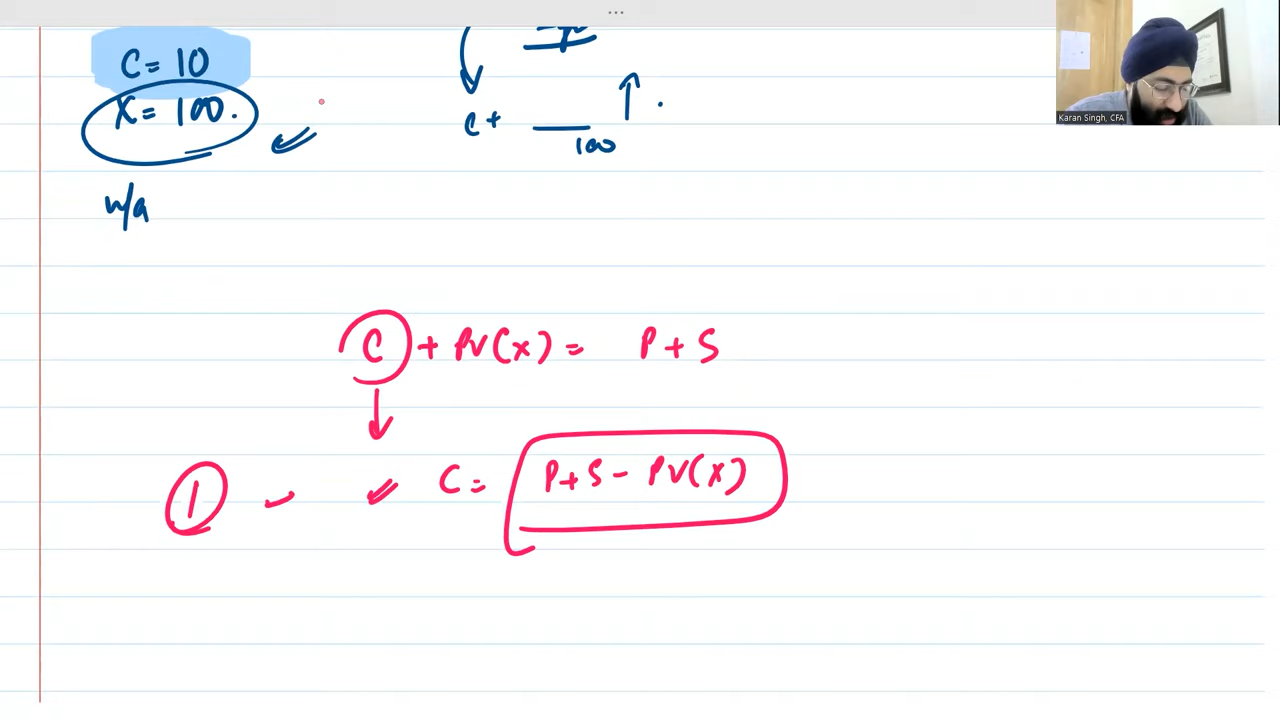 C = 10
X = 100.
C +
100
n/a
C + PV(X) = P + S
1
C = P + S - PV(X)
Karan Singh, CFA